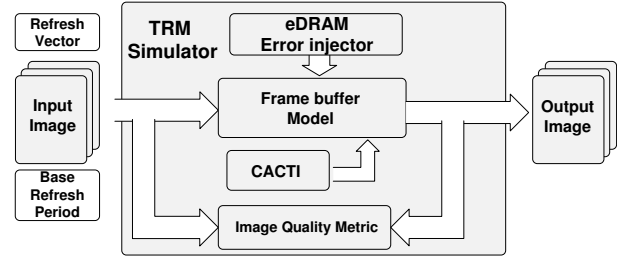 Refresh
Vector
TRM
Simulator
eDRAM
Error injector
Input
Image
Frame buffer
Model
Output
Image
CACTI
Base
Refresh
Period
Image Quality Metric